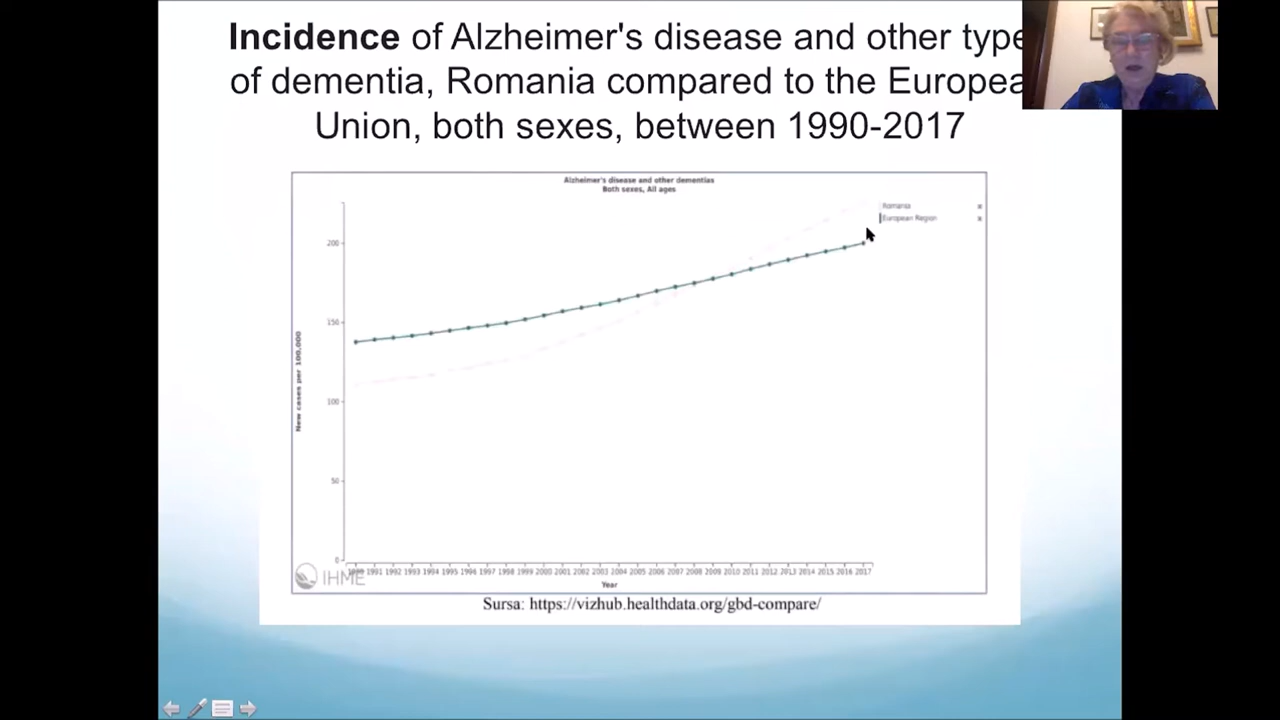 Incidence of Alzheimer's disease and other type
of dementia, Romania compared to the Europea
Union, both sexes, between 1990-2017
Alzheimer's disease and other dementias
Both sexes, All ages
Romania x
European Region x
200
150
100
50
0
New cases per 100,000
1990 1991 1992 1993 1994 1995 1996 1997 1998 1999 2000 2001 2002 2003 2004 2005 2006 2007 2008 2009 2010 2011 2012 2013 2014 2015 2016 2017
Year
IHME
Sursa: https://vizhub.healthdata.org/gbd-compare/